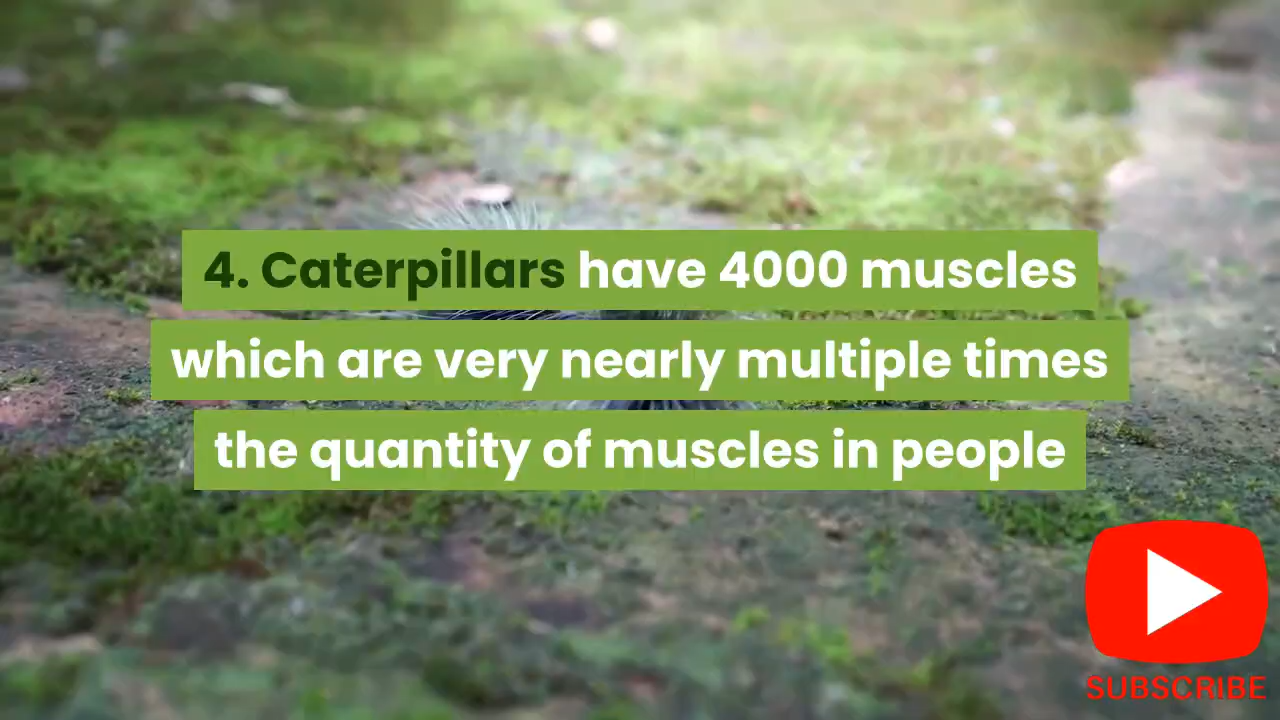 4. Caterpillars have 4000 muscles
which are very nearly multiple times
the quantity of muscles in people
SUBSCRIBE